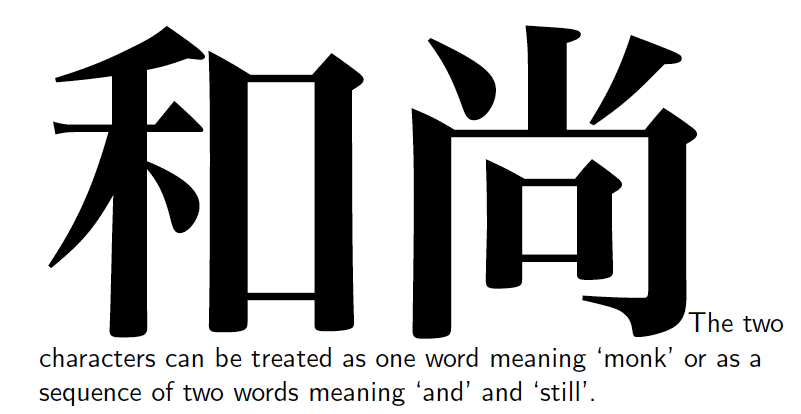 和尚The two
characters can be treated as one word meaning ‘monk’ or as a
sequence of two words meaning ‘and’ and ‘still’.